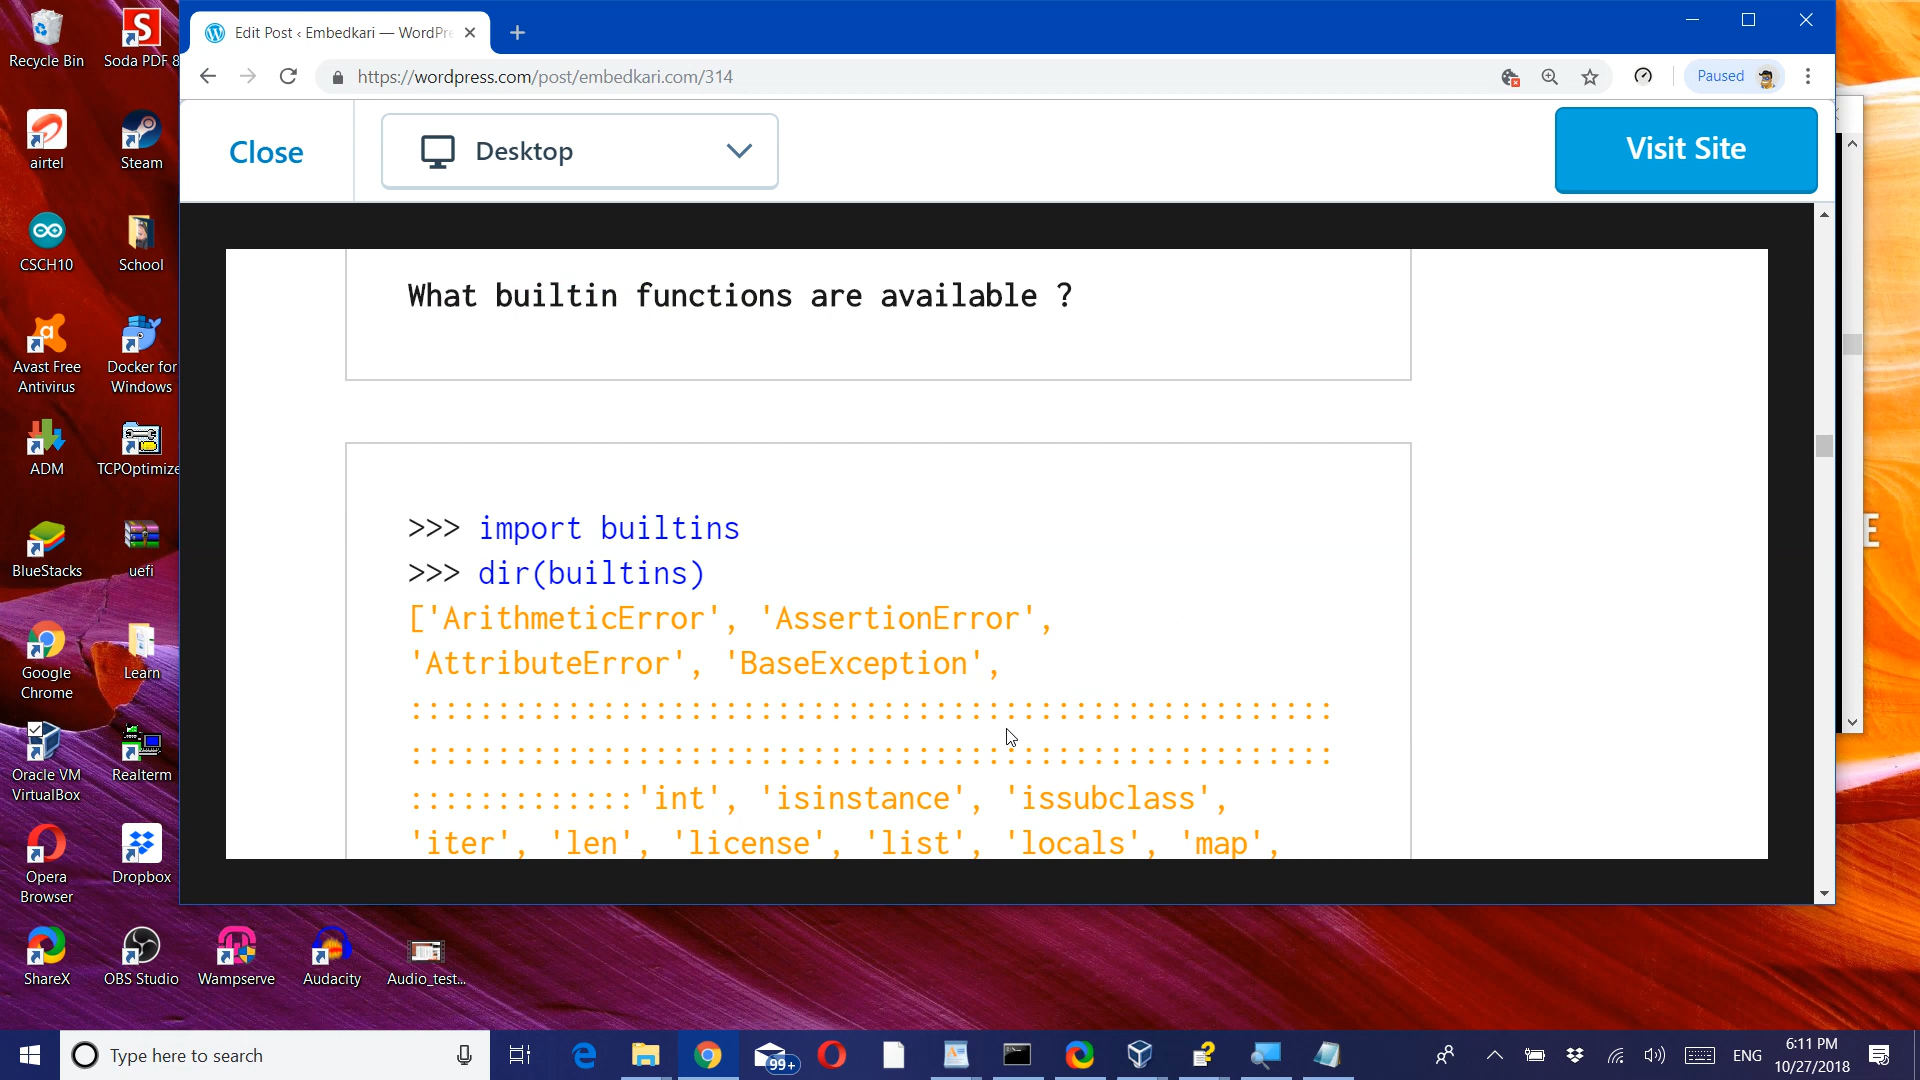 Recycle Bin
Soda PDF 8
airtel
Steam
CSCH10
School
Avast Free
Antivirus
Docker for
Windows
ADM
TCPOptimize
BlueStacks
uefi
Google
Chrome
Learn
Oracle VM
VirtualBox
Realterm
Opera
Browser
Dropbox
ShareX
OBS Studio
Wampserve
Audacity
Audio_test...
Edit Post ‹ Embedkari — WordPre
https://wordpress.com/post/embedkari.com/314
Paused
Close
Desktop
Visit Site
What builtin functions are available ?
>>> import builtins
>>> dir(builtins)
['ArithmeticError', 'AssertionError',
'AttributeError', 'BaseException',
:::::::::::::::::::::::::::::::::::::::::::::::::::::
:::::::::::::::::::::::::::::::::::::::::::::::::::::
:::::::::::::'int', 'isinstance', 'issubclass',
'iter', 'len', 'license', 'list', 'locals', 'map',
E
Type here to search
99+
ENG
6:11 PM
10/27/2018